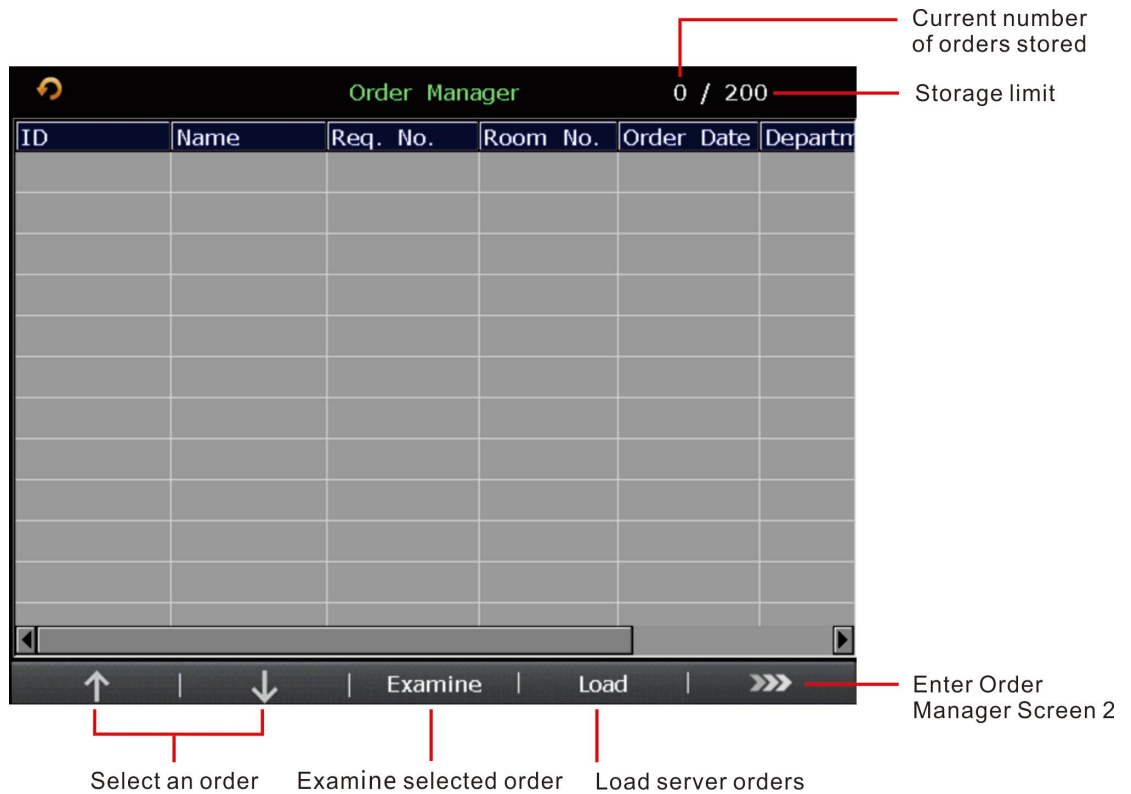 Current number
of orders stored
Order Manager 0 / 200
Storage limit
ID Name Req. No. Room No. Order Date Departm
Examine Load
Enter Order
Manager Screen 2
Select an order Examine selected order Load server orders